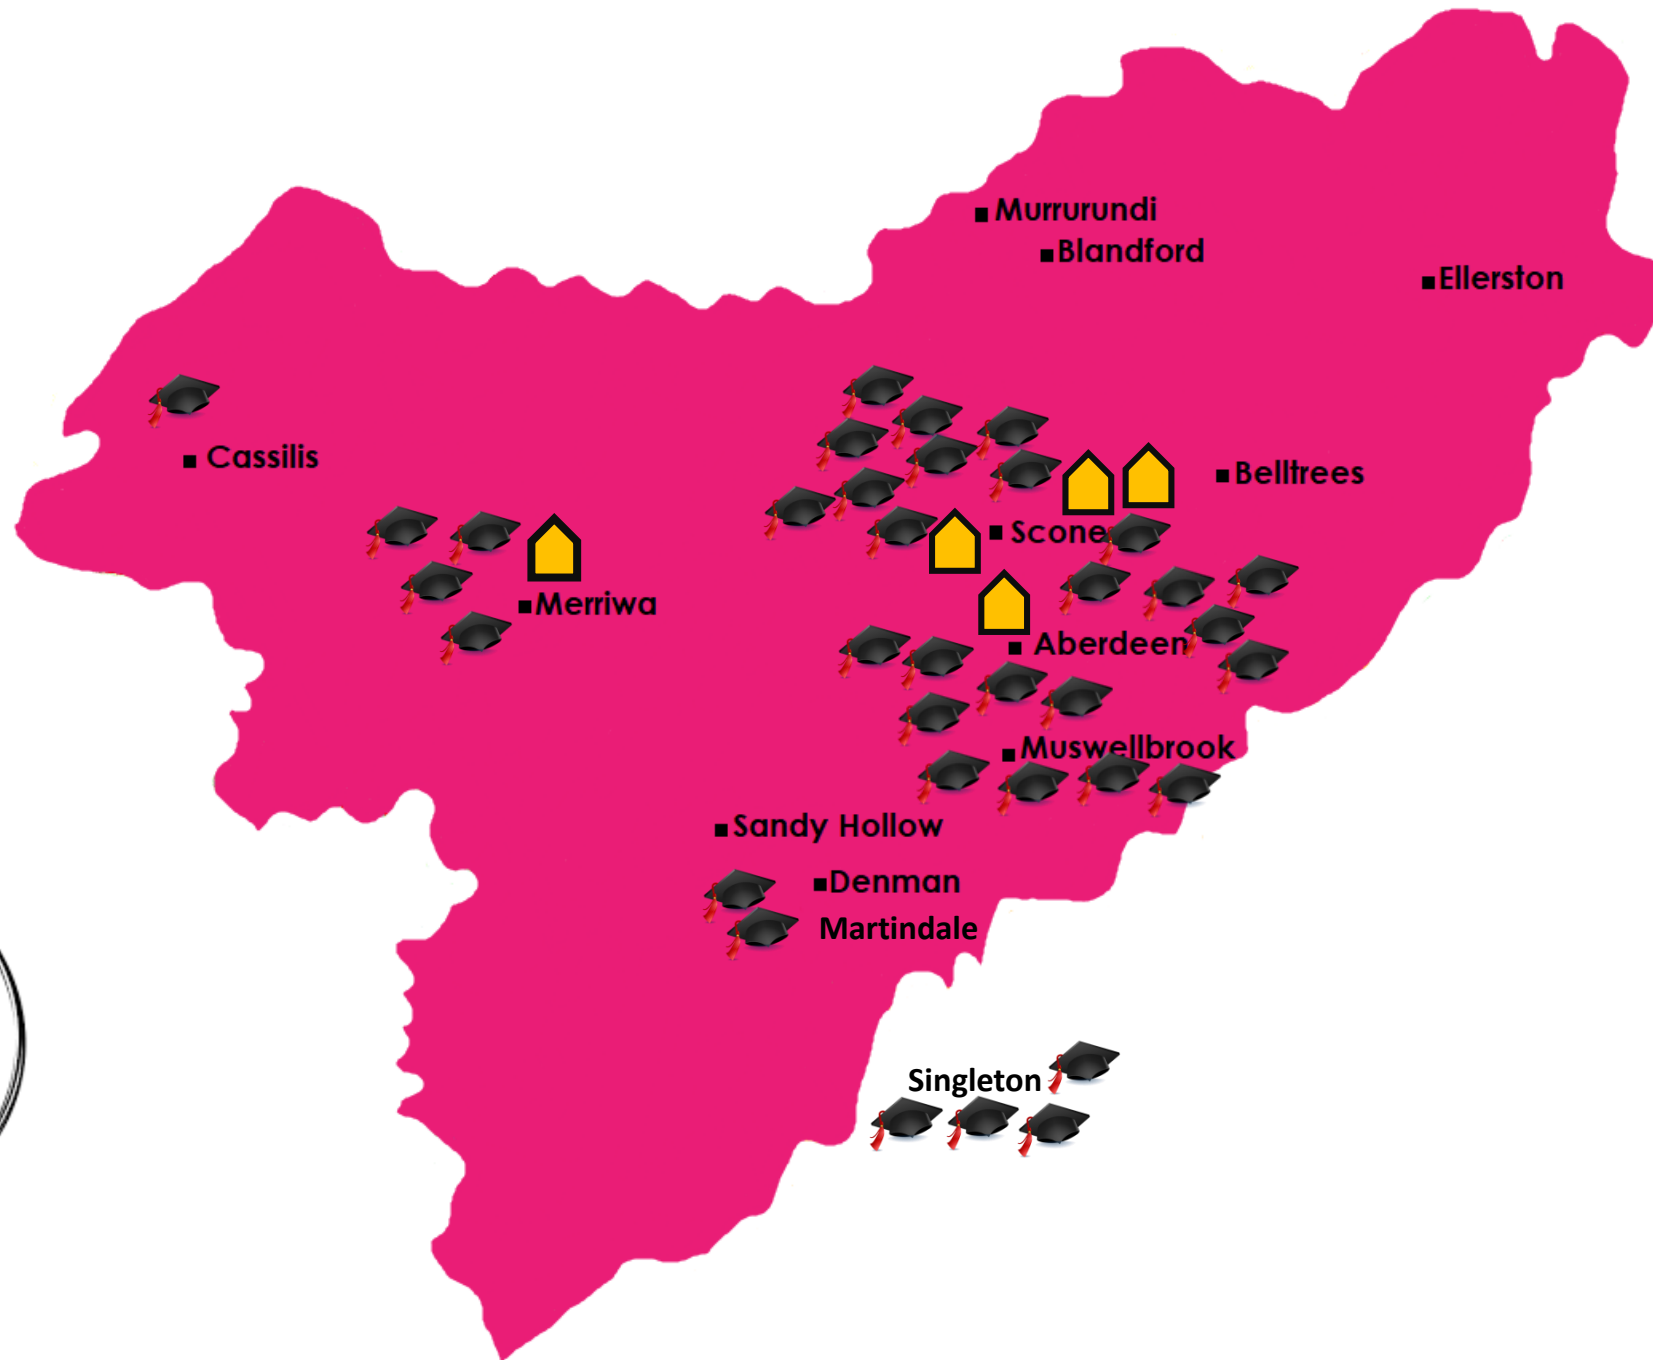 Murrurundi
Blandford
Ellerston
Cassilis
Belltrees
Scone
Merriwa
Aberdeen
Muswellbrook
Sandy Hollow
Denman
Martindale
Singleton